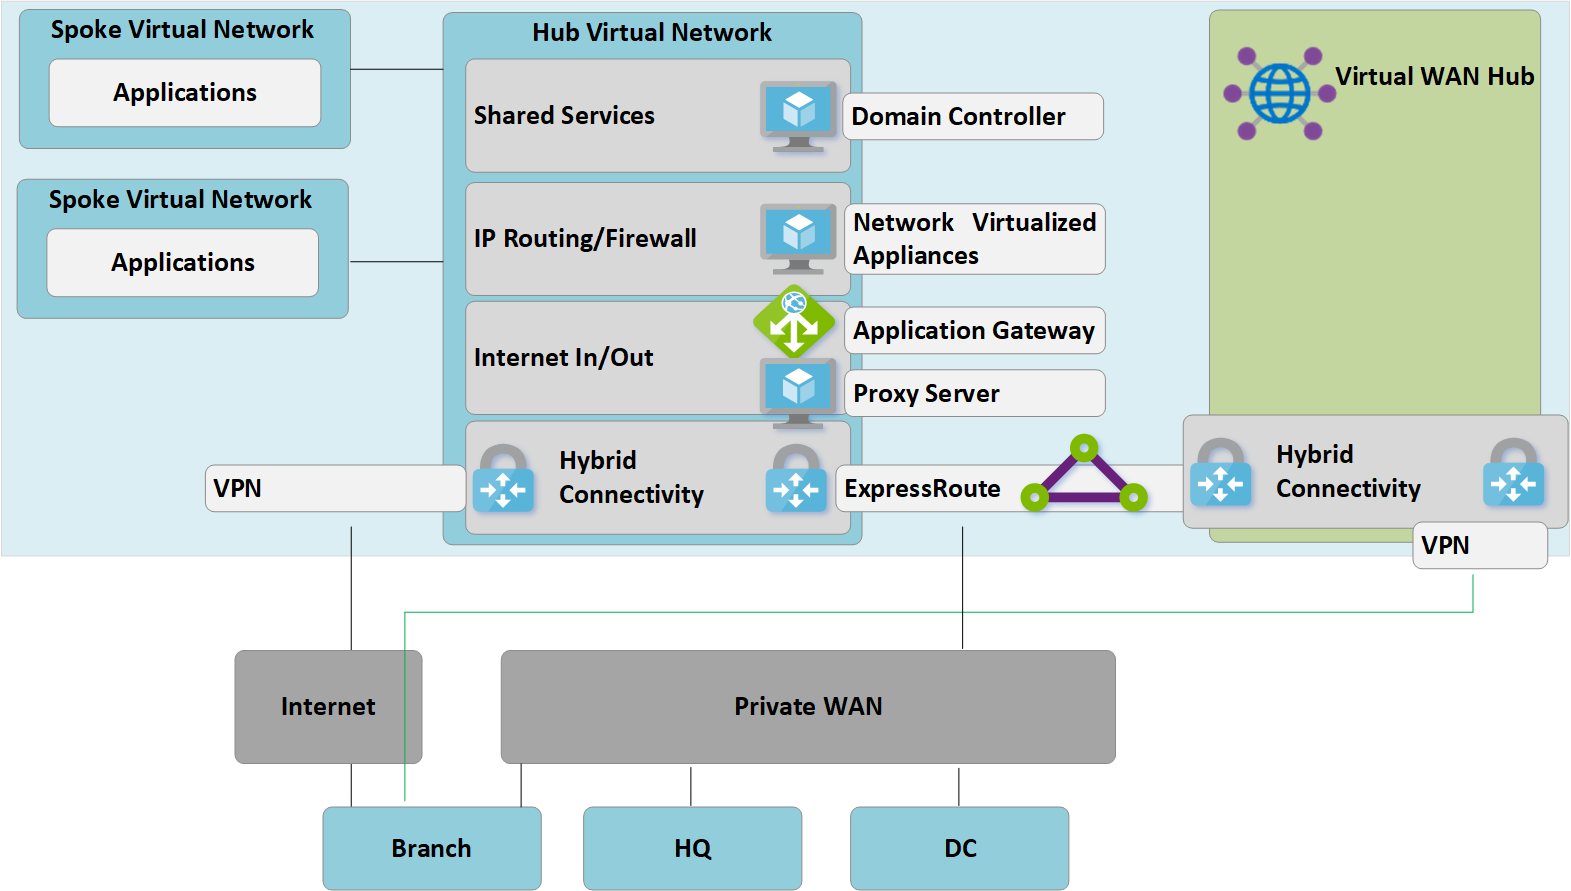 Spoke Virtual Network
Applications
Spoke Virtual Network
Applications
Hub Virtual Network
Shared Services
Domain Controller
IP Routing/Firewall
Network Virtualized
Appliances
Internet In/Out
Application Gateway
Proxy Server
VPN
Hybrid
Connectivity
ExpressRoute
Virtual WAN Hub
Hybrid
Connectivity
VPN
Internet
Private WAN
Branch
HQ
DC